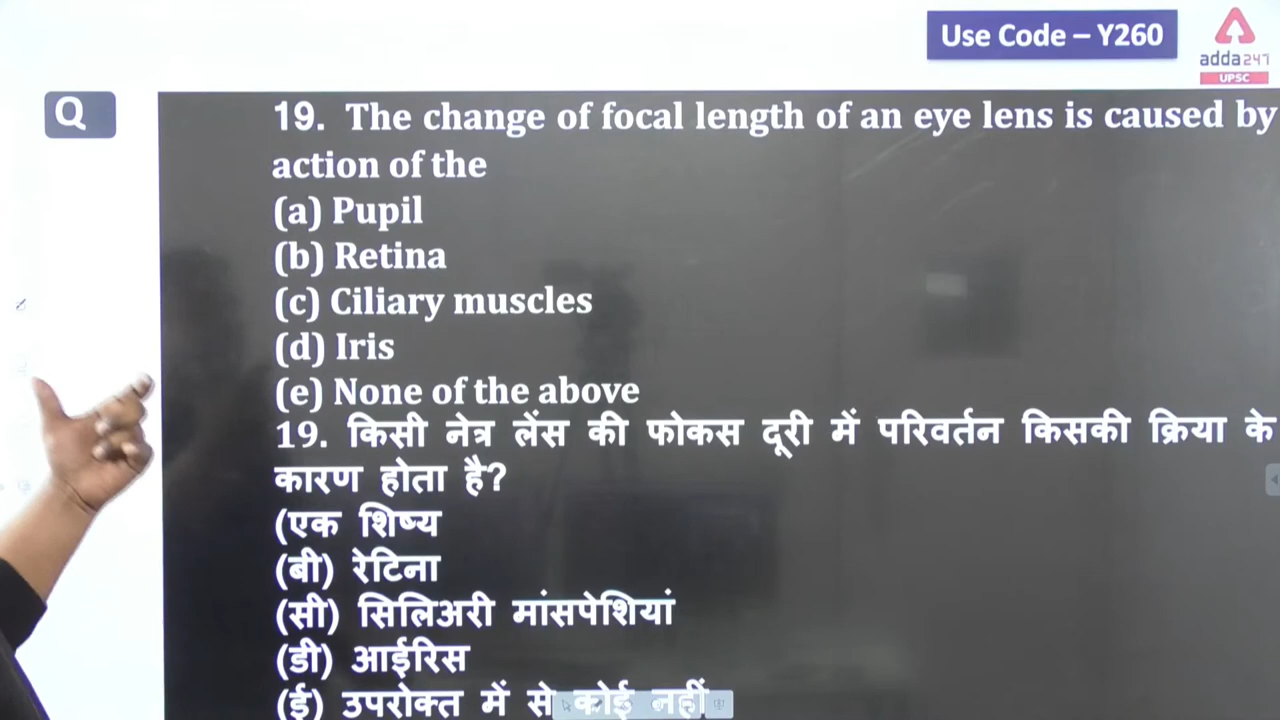 Use Code – Y260
adda247
UPSC
Q
19. The change of focal length of an eye lens is caused by
action of the
(a) Pupil
(b) Retina
(c) Ciliary muscles
(d) Iris
(e) None of the above
19. किसी नेत्र लेंस की फोकस दूरी में परिवर्तन किसकी क्रिया के
कारण होता है?
(एक शिष्य
(बी) रेटिना
(सी) सिलिअरी मांसपेशियां
(डी) आईरिस
(ई) उपरोक्त में से कोई नहीं